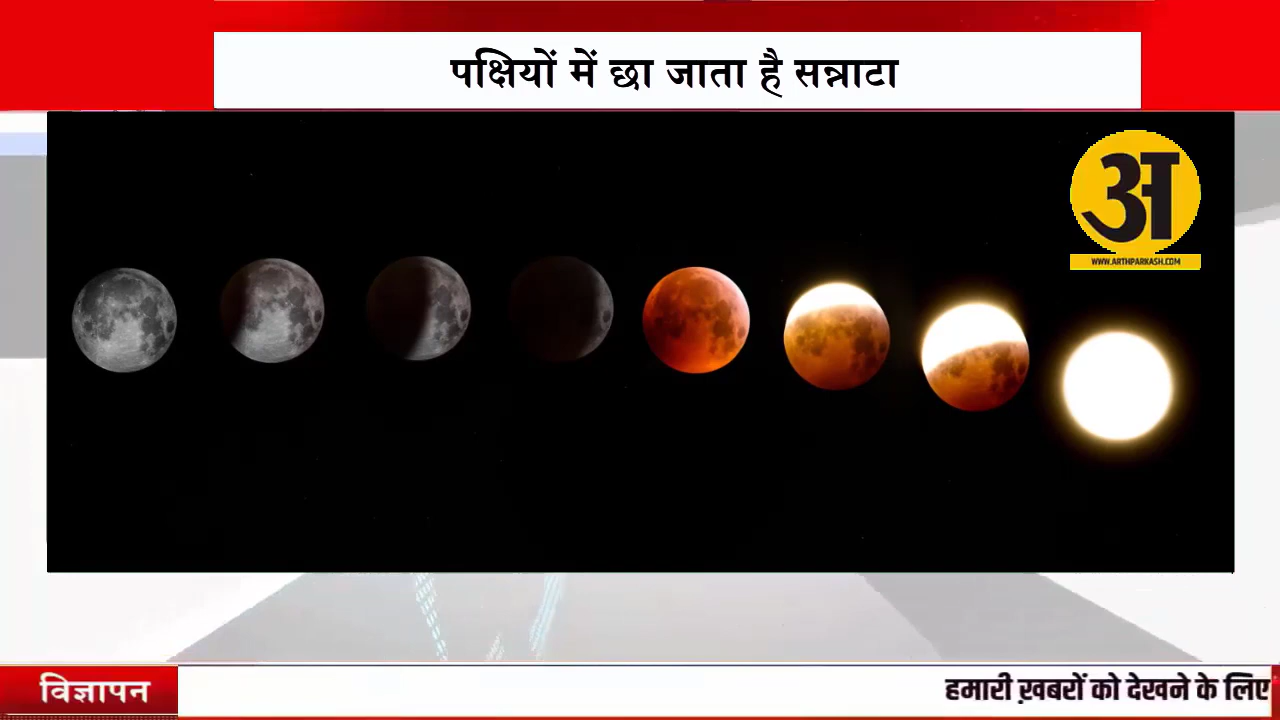 पक्षियों में छा जाता है सन्नाटा
अ
WWW.ARTHPARKASH.COM
विज्ञापन
हमारी ख़बरों को देखने के लिए